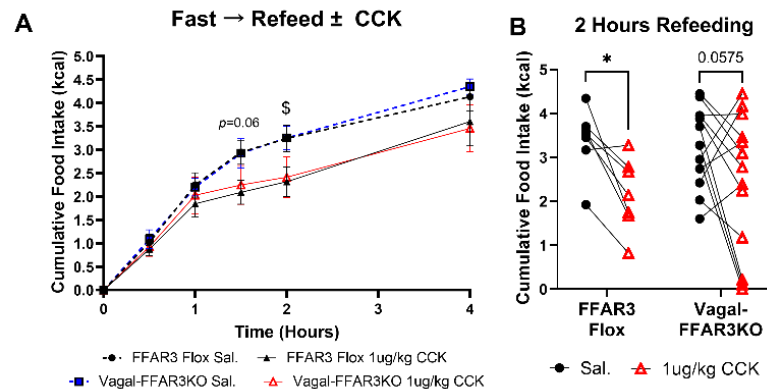 A
Fast → Refeed ± CCK
Cumulative Food Intake (kcal)
5.0
4.5
4.0
3.5
3.0
2.5
2.0
1.5
1.0
0.5
0.0
p=0.06
$
0
1
2
3
4
Time (Hours)
FFAR3 Flox Sal.
FFAR3 Flox 1ug/kg CCK
Vagal-FFAR3KO Sal.
Vagal-FFAR3KO 1ug/kg CCK
B
2 Hours Refeeding
Cumulative Food Intake (kcal)
5
4
3
2
1
0
*
0.0575
FFAR3
Flox
Vagal-
FFAR3KO
Sal.
1ug/kg CCK